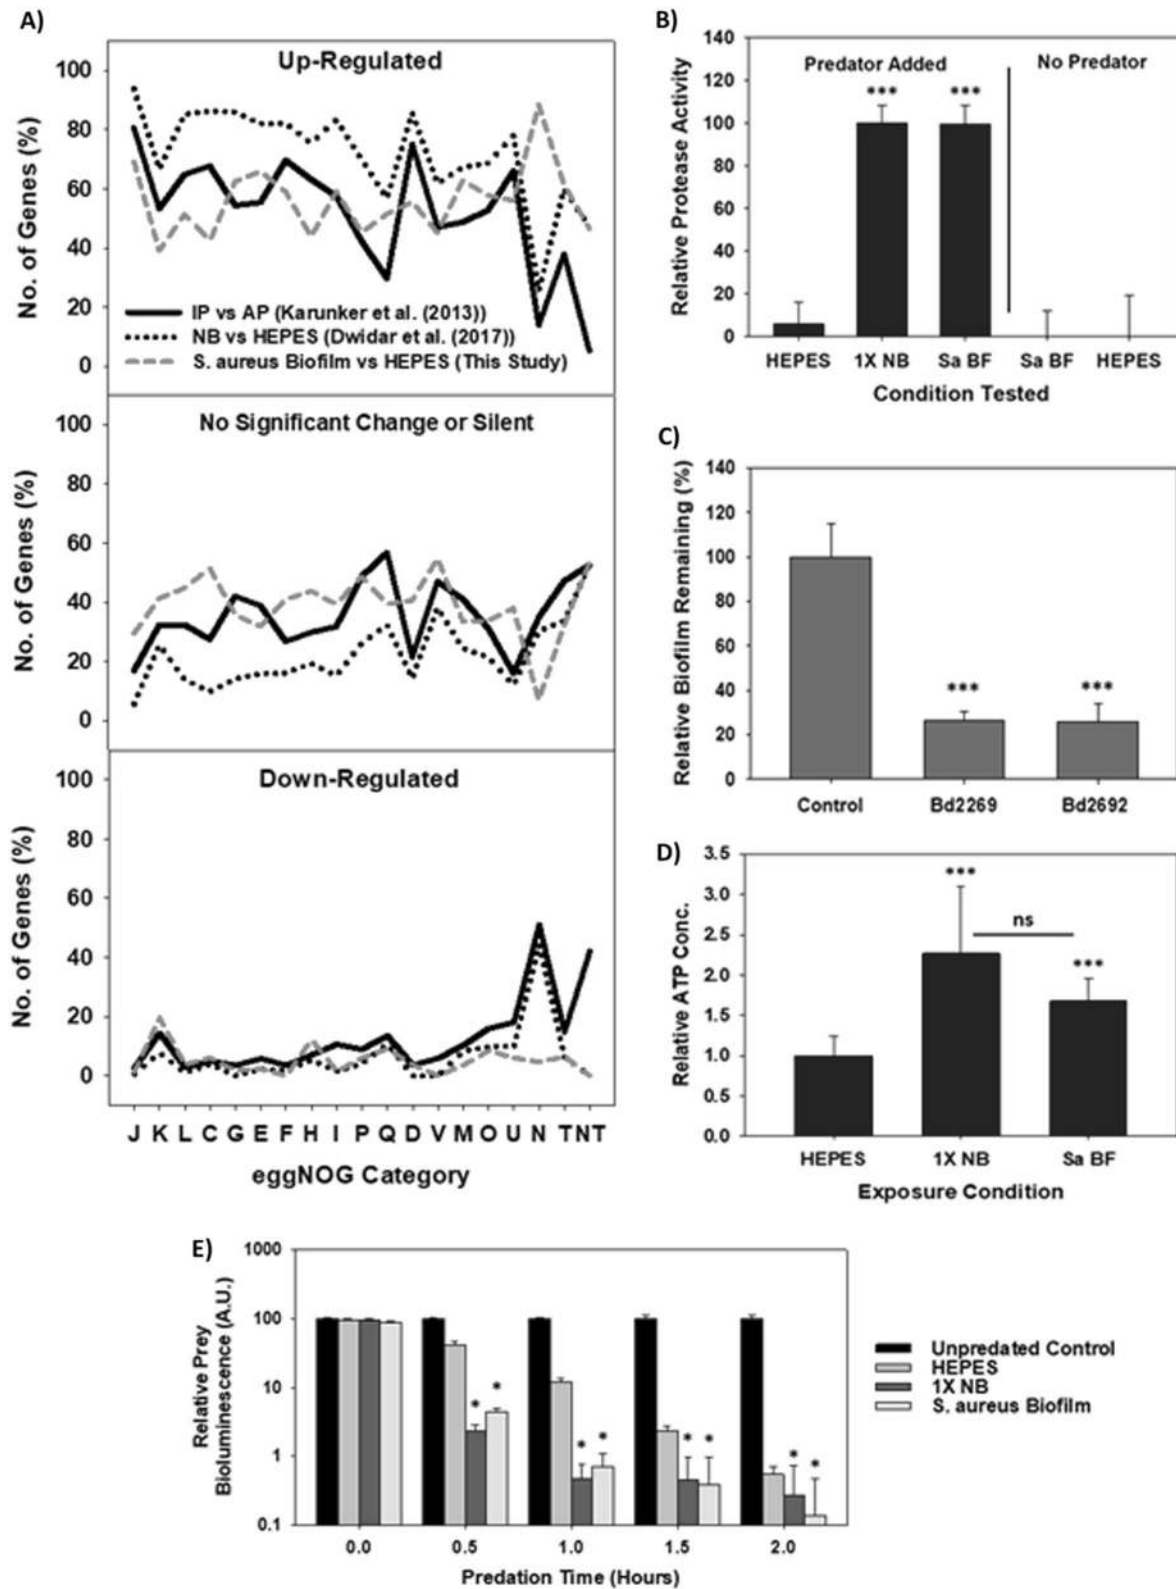 A)
Up-Regulated
No. of Genes (%)
100
80
60
40
20
0
IP vs AP (Karunker et al. (2013))
NB vs HEPES (Dwidar et al. (2017))
S. aureus Biofilm vs HEPES (This Study)
No Significant Change or Silent
No. of Genes (%)
100
80
60
40
20
0
Down-Regulated
No. of Genes (%)
100
80
60
40
20
0
J K L C G E F H I P Q D V M O U N T NT
eggNOG Category
B)
Relative Protease Activity
140
120
100
80
60
40
20
0
Predator Added
No Predator
*** ***
HEPES 1X NB Sa BF Sa BF HEPES
Condition Tested
C)
Relative Biofilm Remaining (%)
140
120
100
80
60
40
20
0
*** ***
Control Bd2269 Bd2692
D)
Relative ATP Conc.
3.5
3.0
2.5
2.0
1.5
1.0
0.5
0.0
***
ns
***
HEPES 1X NB Sa BF
Exposure Condition
E)
Relative Prey
Bioluminescence (A.U.)
1000
100
10
1
0.1
* *
* *
* *
* *
0.0 0.5 1.0 1.5 2.0
Predation Time (Hours)
Unpredated Control
HEPES
1X NB
S. aureus Biofilm